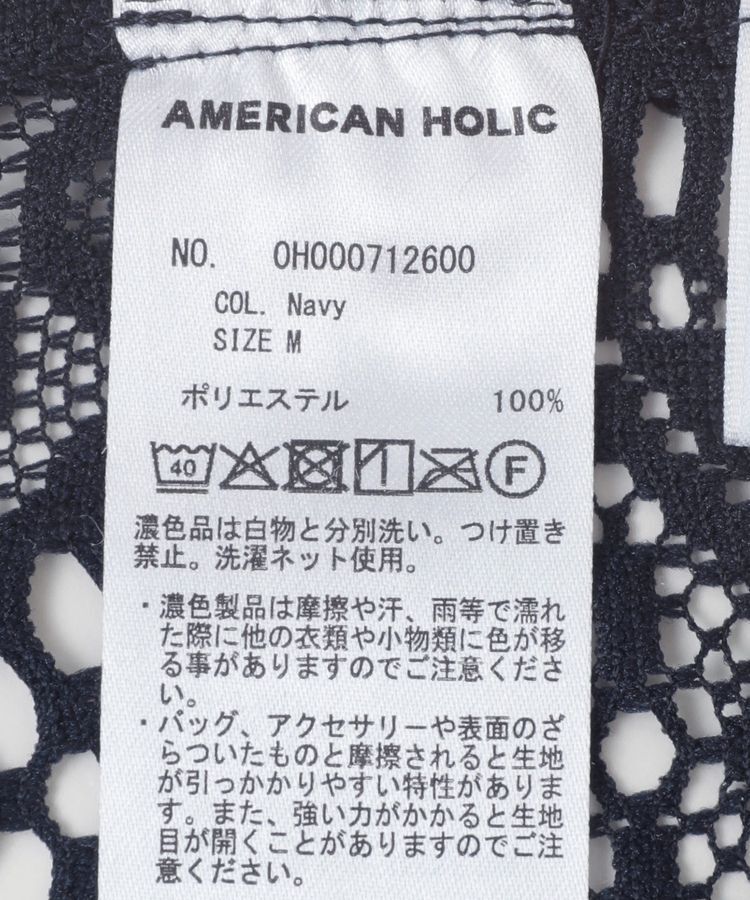 AMERICAN HOLIC
NO. 0H000712600
COL. Navy
SIZE M
ポリエステル 100%
40 F
濃色品は白物と分別洗い。つけ置き
禁止。洗濯ネット使用。
・濃色製品は摩擦や汗、雨等で濡れ
た際に他の衣類や小物類に色が移
る事がありますのでご注意くださ
い。
・バッグ、アクセサリーや表面のざ
らついたものと摩擦されると生地
が引っかかりやすい特性がありま
す。また、強い力がかかると生地
目が開くことがありますのでご注
意ください。